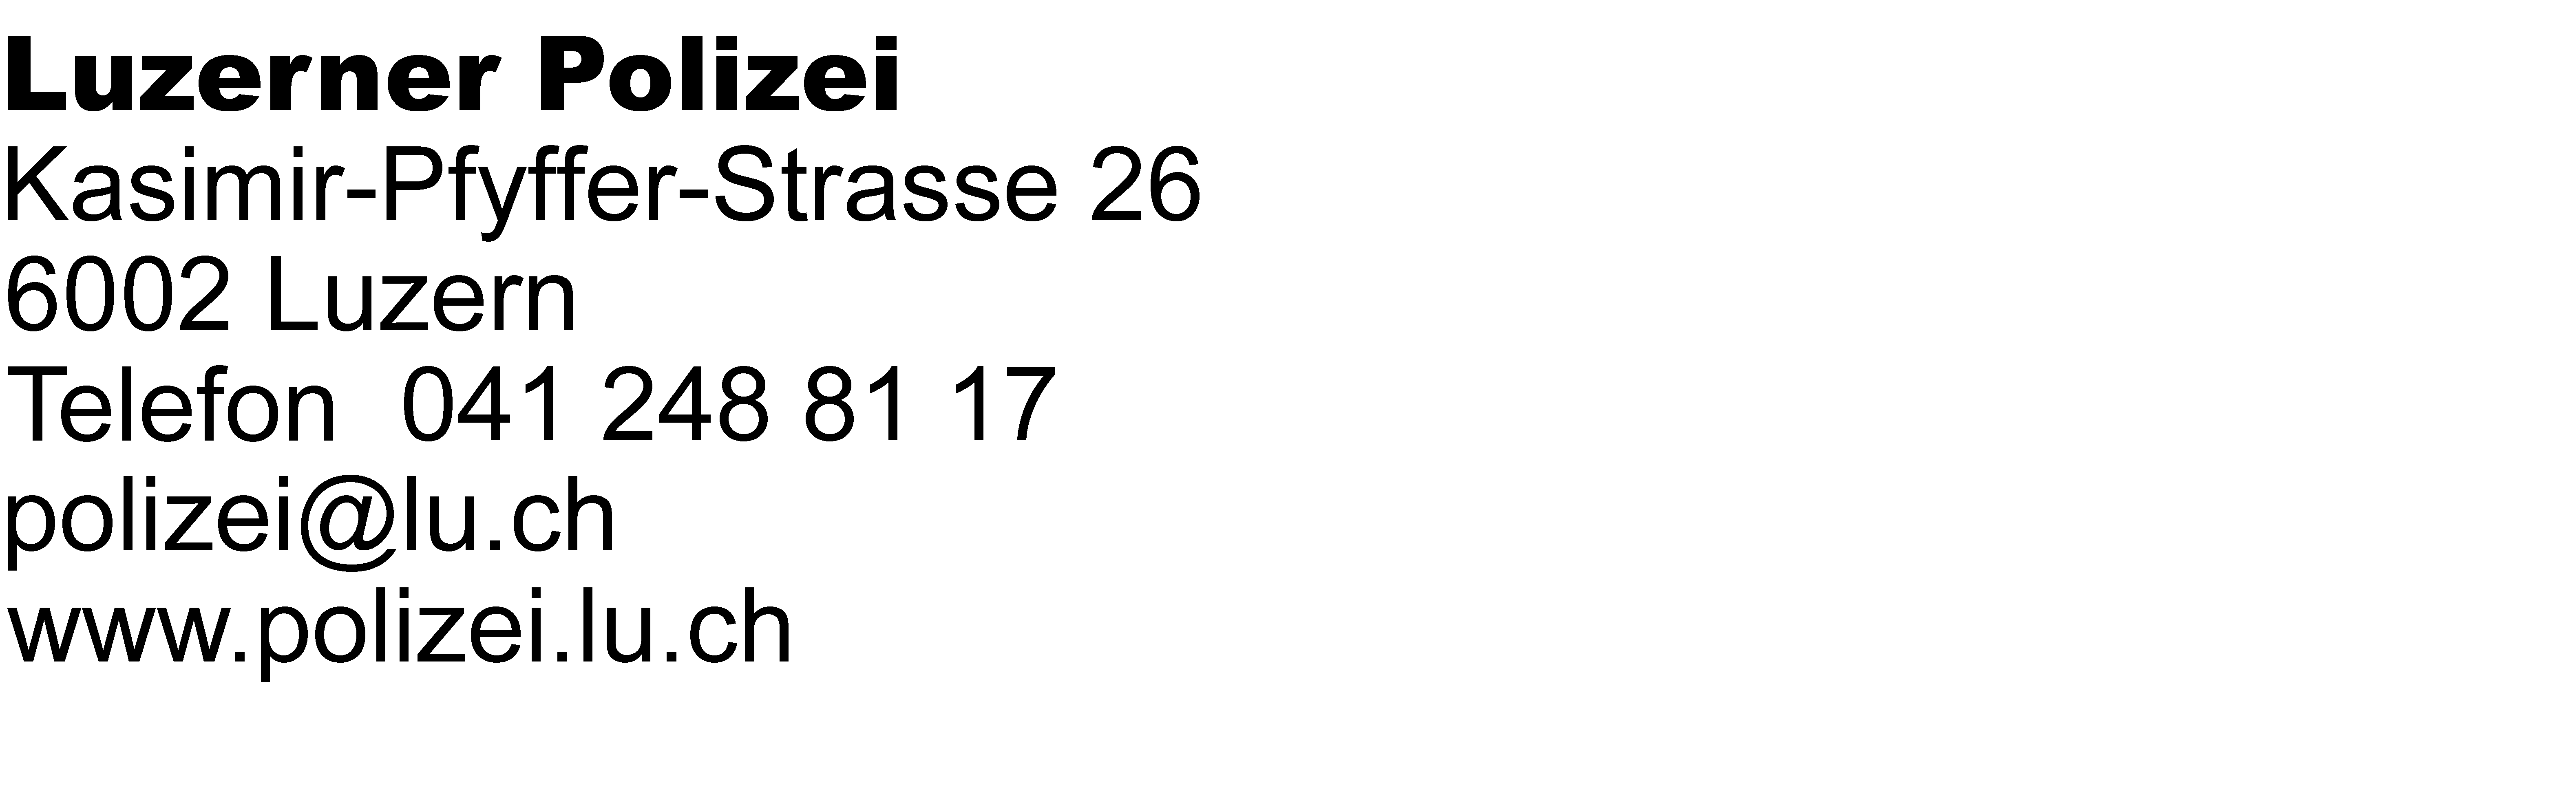 Luzerner Polizei
Kasimir-Pfyffer-Strasse 26
6002 Luzern
Telefon  041 248 81 17
polizei@lu.ch
www.polizei.lu.ch